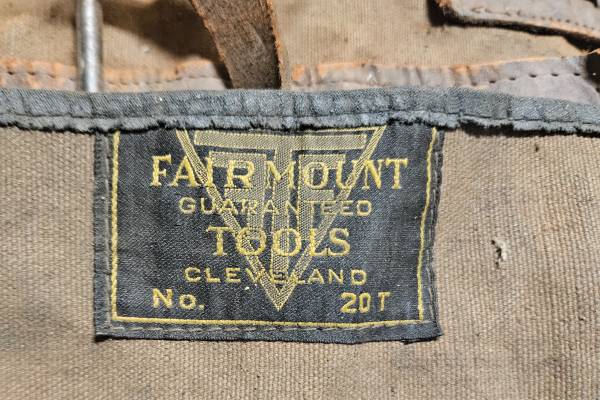 FAIRMOUNT
GUARANTEED
TOOLS
CLEVELAND
No. 20T